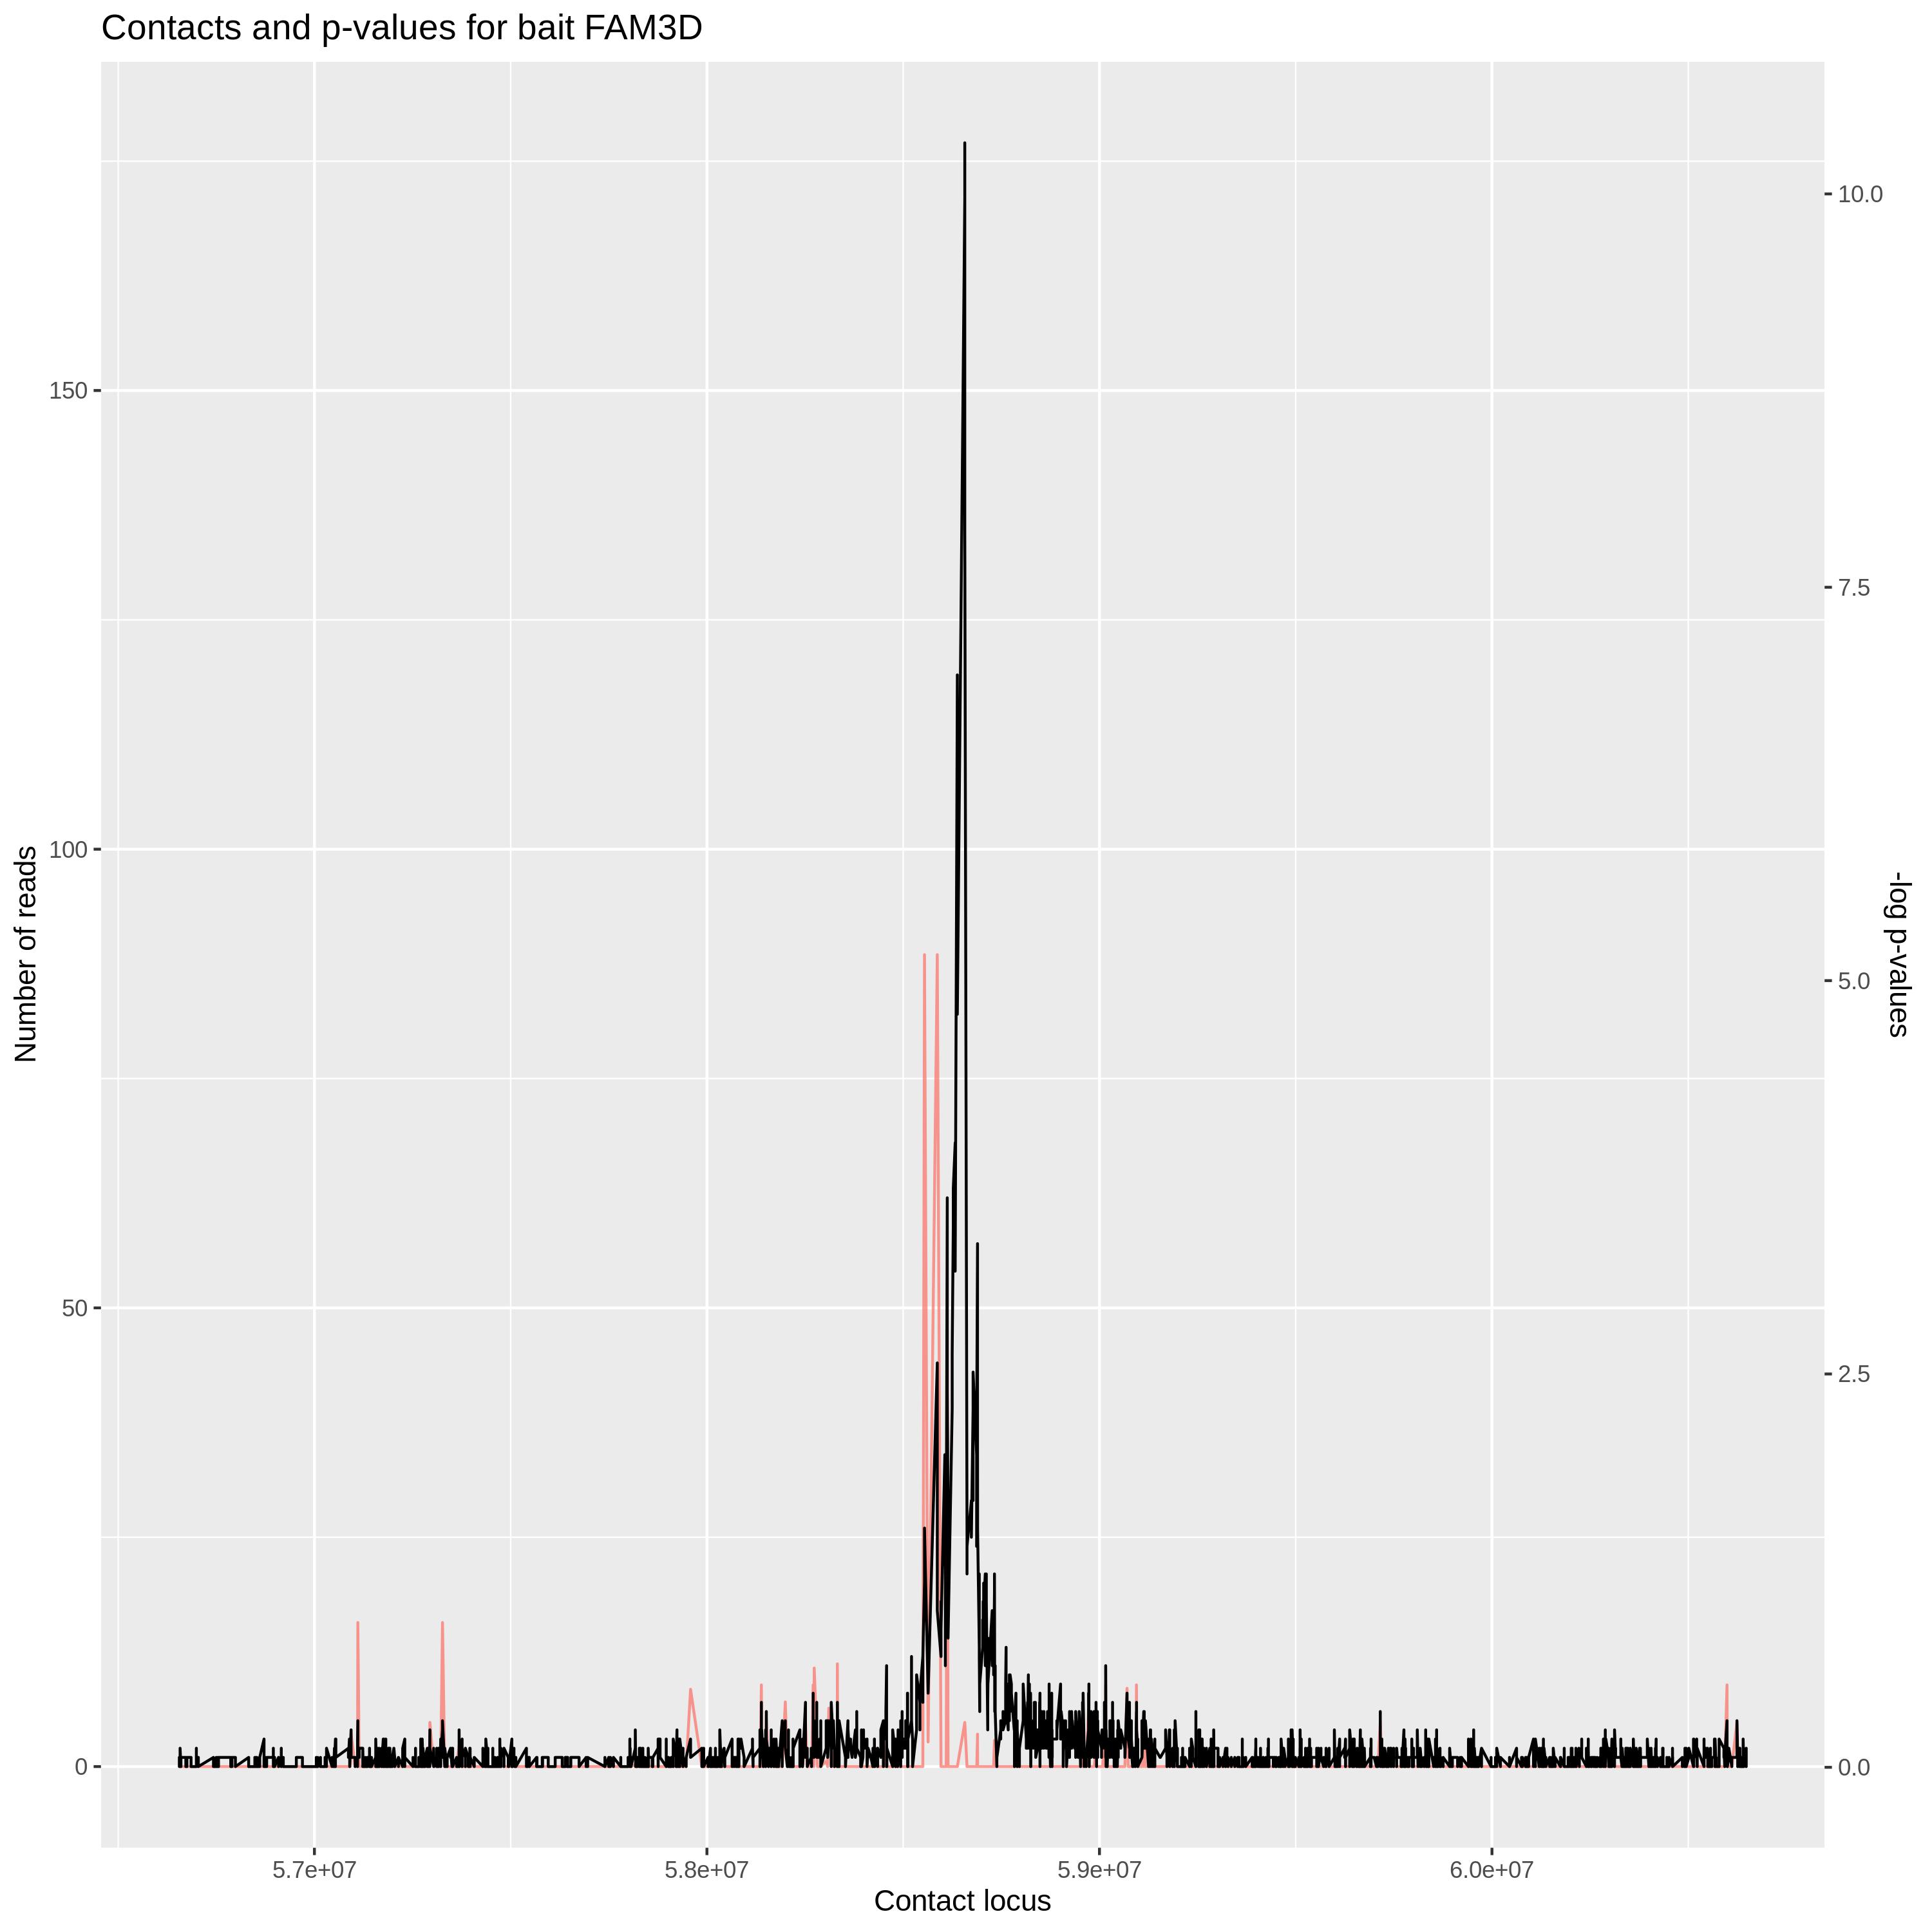 Contacts and p-values for bait FAM3D
Number of reads
150
100
50
0
10.0
7.5
5.0
2.5
0.0
-log p-values
5.7e+07
5.8e+07
5.9e+07
6.0e+07
Contact locus